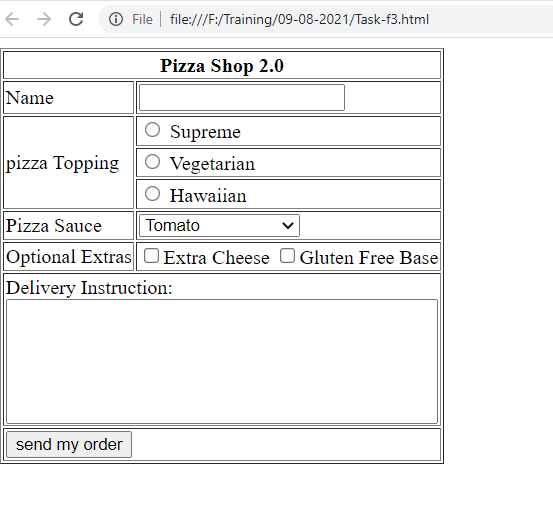 File file:///F:/Training/09-08-2021/Task-f3.html
Pizza Shop 2.0
Name
pizza Topping
Supreme
Vegetarian
Hawaiian
Pizza Sauce Tomato
Optional Extras Extra Cheese Gluten Free Base
Delivery Instruction:
send my order